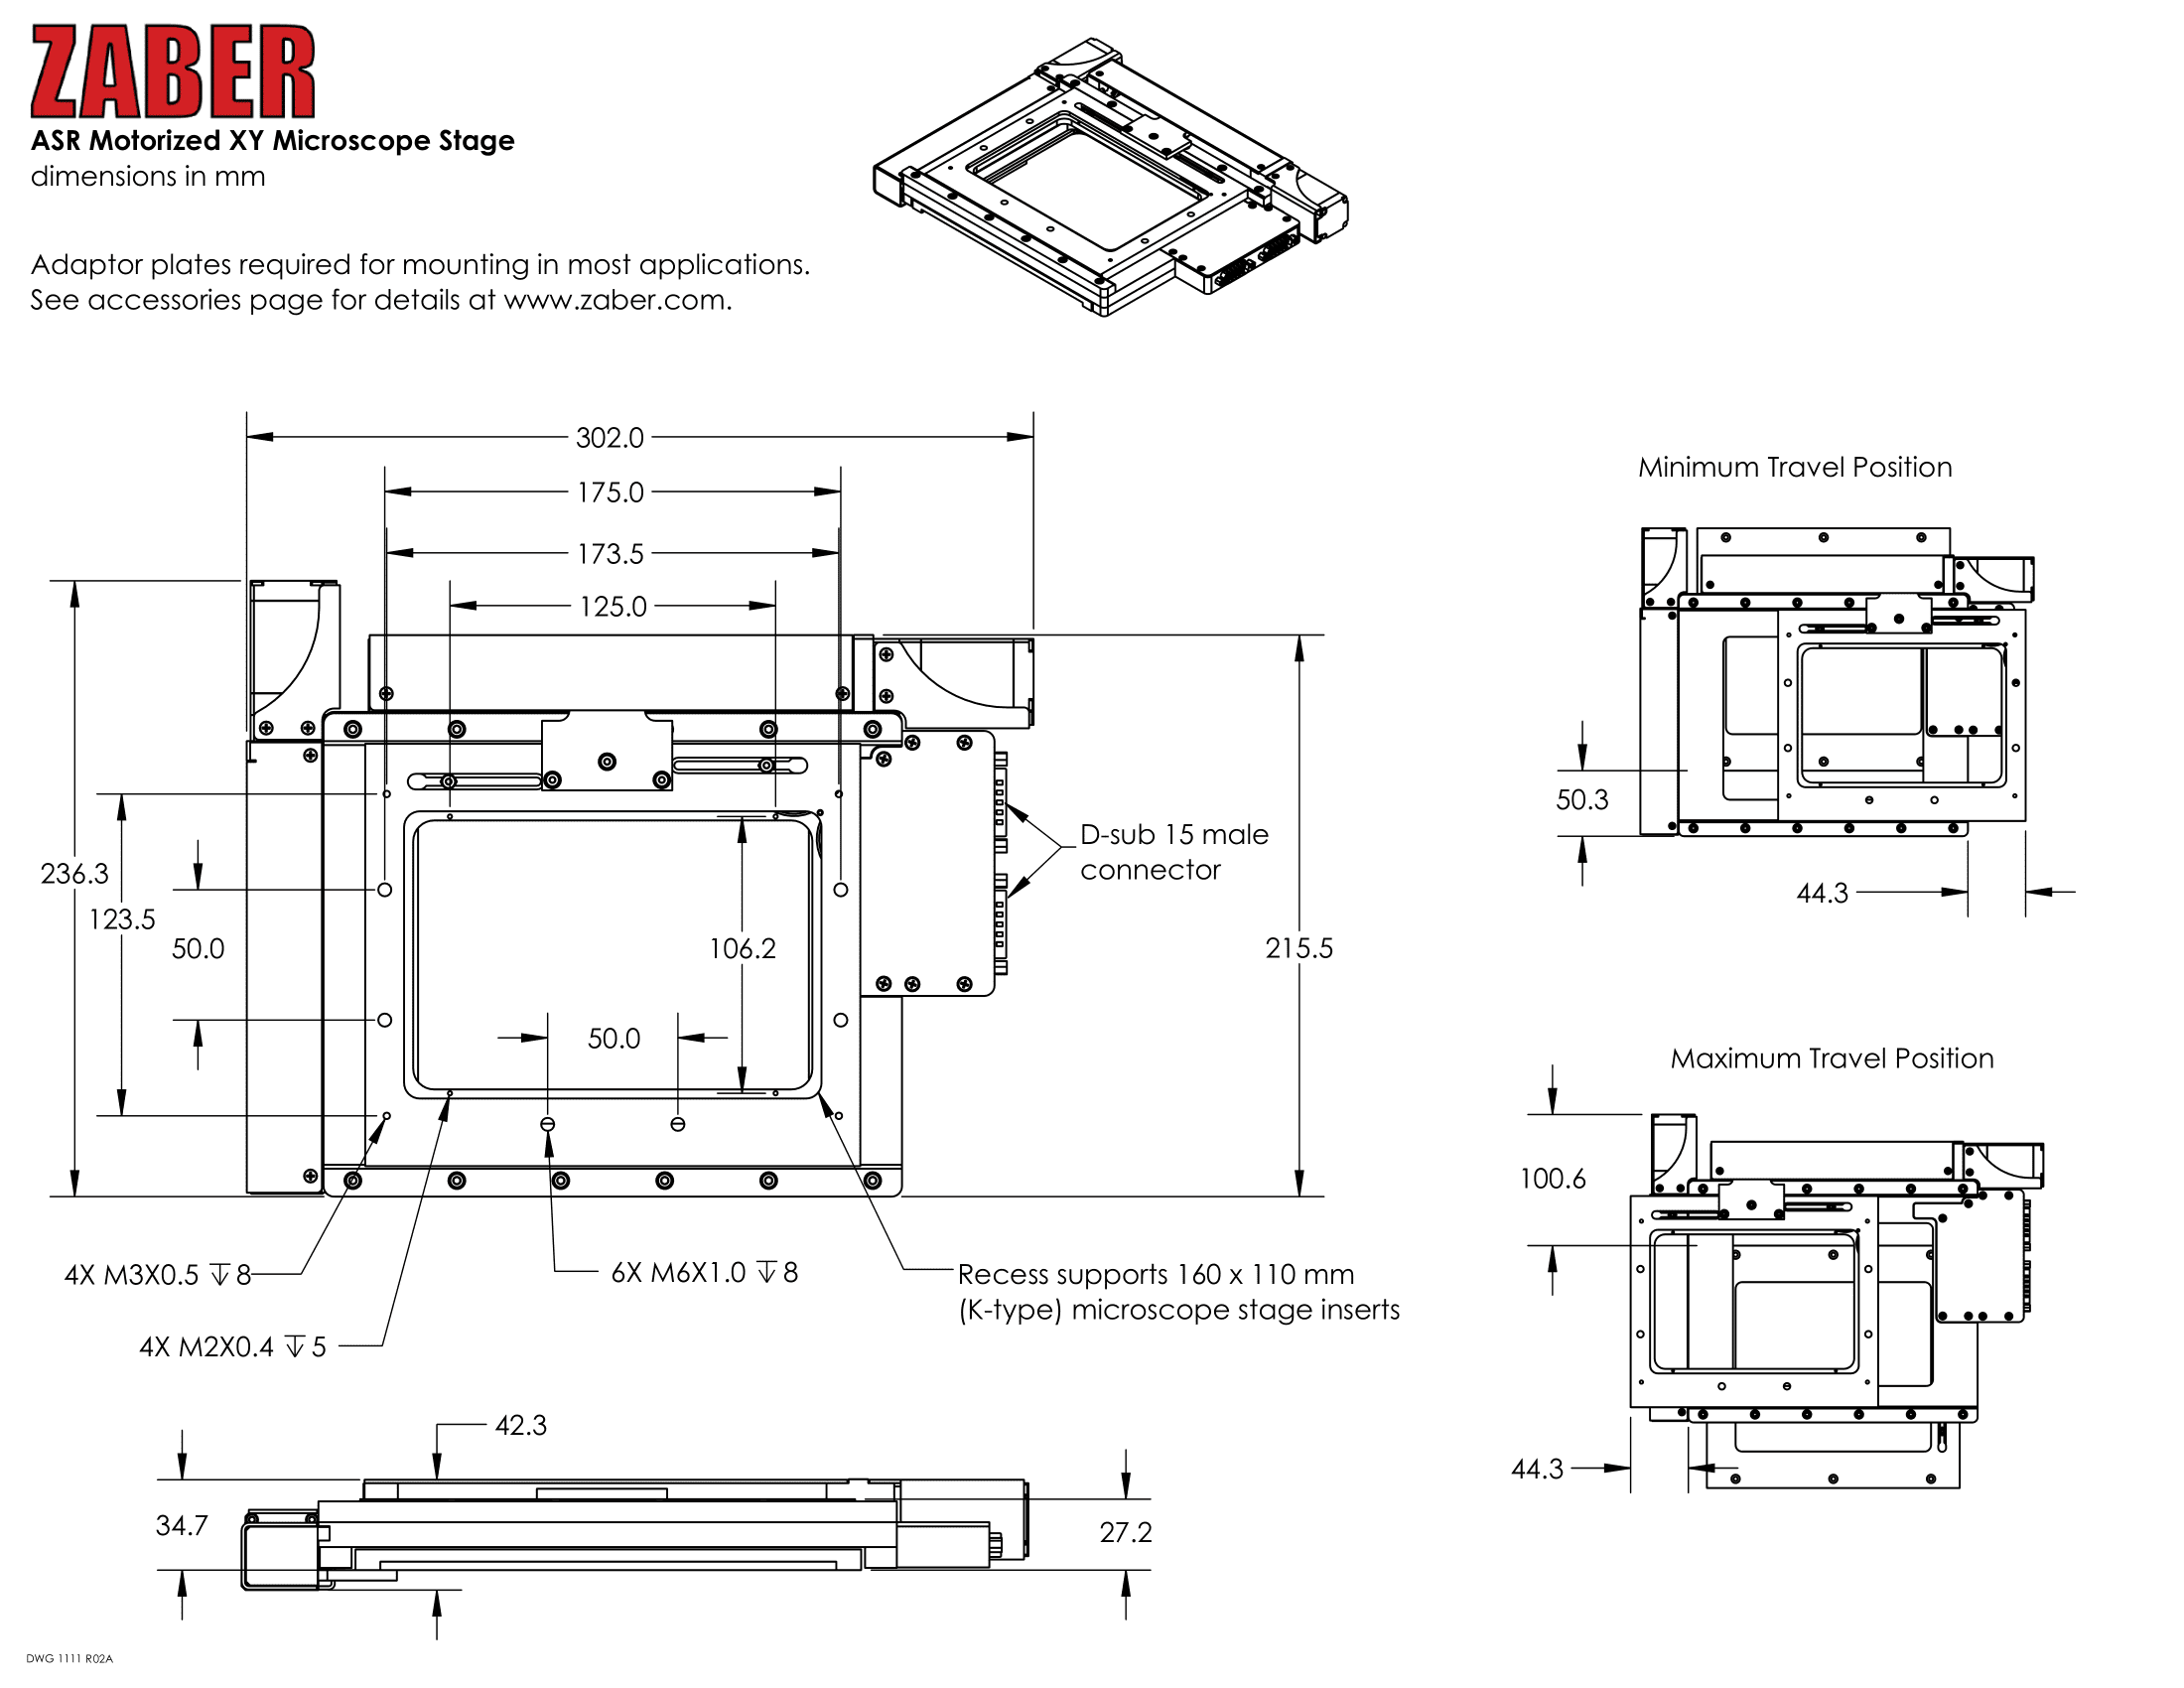 ZABER
ASR Motorized XY Microscope Stage
dimensions in mm
Adaptor plates required for mounting in most applications.
See accessories page for details at www.zaber.com.
302.0
175.0
173.5
125.0
236.3
123.5
50.0
106.2
50.0
215.5
D-sub 15 male
connector
4X M3X0.5 ↧ 8
6X M6X1.0 ↧ 8
4X M2X0.4 ↧ 5
Recess supports 160 x 110 mm
(K-type) microscope stage inserts
42.3
34.7
27.2
Minimum Travel Position
50.3
44.3
Maximum Travel Position
100.6
44.3
DWG 1111 R02A